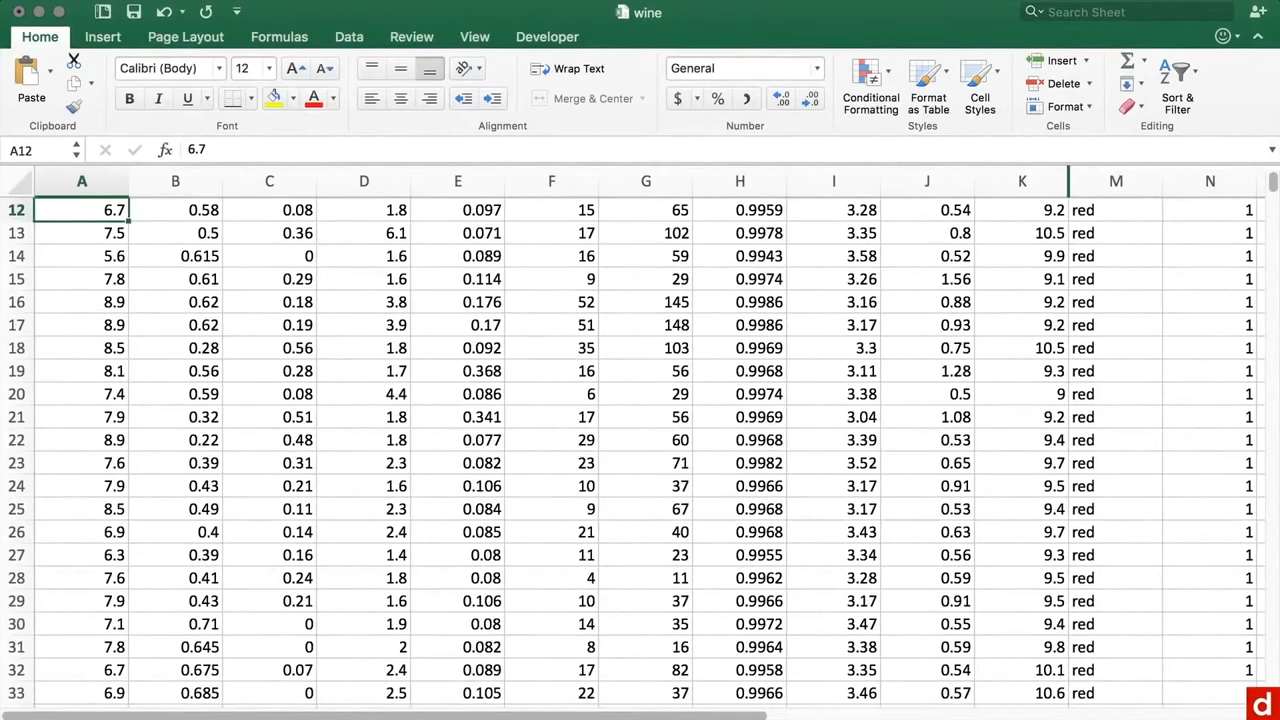 wine
Search Sheet
Home Insert Page Layout Formulas Data Review View Developer
Paste
Calibri (Body) 12 A A
B I U A
Wrap Text
Merge & Center
General
$ % 
Conditional Formatting
Format as Table
Cell Styles
Insert
Delete
Format
Sort & Filter
Clipboard Font Alignment Number Styles Cells Editing
A12 fx 6.7
A B C D E F G H I J K M N
12 6.7 0.58 0.08 1.8 0.097 15 65 0.9959 3.28 0.54 9.2 red 1
13 7.5 0.5 0.36 6.1 0.071 17 102 0.9978 3.35 0.8 10.5 red 1
14 5.6 0.615 0 1.6 0.089 16 59 0.9943 3.58 0.52 9.9 red 1
15 7.8 0.61 0.29 1.6 0.114 9 29 0.9974 3.26 1.56 9.1 red 1
16 8.9 0.62 0.18 3.8 0.176 52 145 0.9986 3.16 0.88 9.2 red 1
17 8.9 0.62 0.19 3.9 0.17 51 148 0.9986 3.17 0.93 9.2 red 1
18 8.5 0.28 0.56 1.8 0.092 35 103 0.9969 3.3 0.75 10.5 red 1
19 8.1 0.56 0.28 1.7 0.368 16 56 0.9968 3.11 1.28 9.3 red 1
20 7.4 0.59 0.08 4.4 0.086 6 29 0.9974 3.38 0.5 9 red 1
21 7.9 0.32 0.51 1.8 0.341 17 56 0.9969 3.04 1.08 9.2 red 1
22 8.9 0.22 0.48 1.8 0.077 29 60 0.9968 3.39 0.53 9.4 red 1
23 7.6 0.39 0.31 2.3 0.082 23 71 0.9982 3.52 0.65 9.7 red 1
24 7.9 0.43 0.21 1.6 0.106 10 37 0.9966 3.17 0.91 9.5 red 1
25 8.5 0.49 0.11 2.3 0.084 9 67 0.9968 3.17 0.53 9.4 red 1
26 6.9 0.4 0.14 2.4 0.085 21 40 0.9968 3.43 0.63 9.7 red 1
27 6.3 0.39 0.16 1.4 0.08 11 23 0.9955 3.34 0.56 9.3 red 1
28 7.6 0.41 0.24 1.8 0.08 4 11 0.9962 3.28 0.59 9.5 red 1
29 7.9 0.43 0.21 1.6 0.106 10 37 0.9966 3.17 0.91 9.5 red 1
30 7.1 0.71 0 1.9 0.08 14 35 0.9972 3.47 0.55 9.4 red 1
31 7.8 0.645 0 2 0.082 8 16 0.9964 3.38 0.59 9.8 red 1
32 6.7 0.675 0.07 2.4 0.089 17 82 0.9958 3.35 0.54 10.1 red 1
33 6.9 0.685 0 2.5 0.105 22 37 0.9966 3.46 0.57 10.6 red 1
d